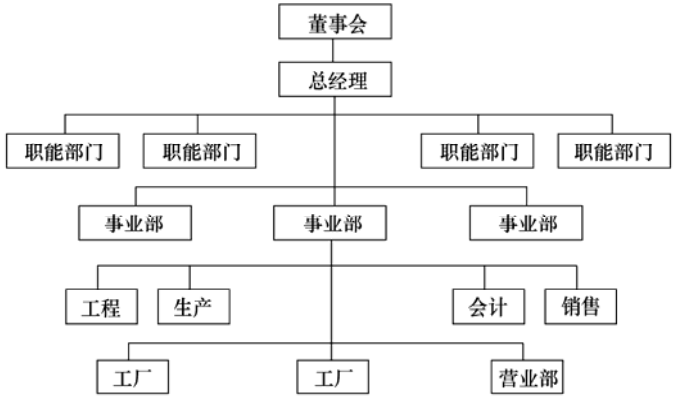 董事会
总经理
职能部门
职能部门
职能部门
职能部门
事业部
事业部
事业部
工程
生产
会计
销售
工厂
工厂
营业部